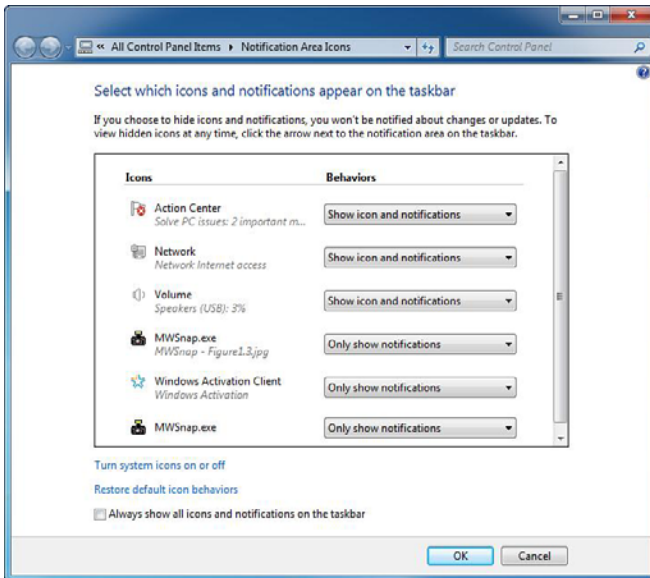 « All Control Panel Items ▸ Notification Area Icons
Search Control Panel
Select which icons and notifications appear on the taskbar
If you choose to hide icons and notifications, you won't be notified about changes or updates. To
view hidden icons at any time, click the arrow next to the notification area on the taskbar.
Icons Behaviors
Action Center
Solve PC issues: 2 important m...
Show icon and notifications
Network
Network Internet access
Show icon and notifications
Volume
Speakers (USB): 3%
Show icon and notifications
MWSnap.exe
MWSnap - Figure1.3.jpg
Only show notifications
Windows Activation Client
Windows Activation
Only show notifications
MWSnap.exe
Only show notifications
Turn system icons on or off
Restore default icon behaviors
Always show all icons and notifications on the taskbar
OK Cancel